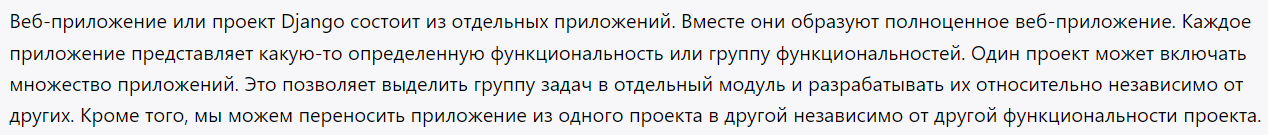 Веб-приложение или проект Django состоит из отдельных приложений. Вместе они образуют полноценное веб-приложение. Каждое
приложение представляет какую-то определенную функциональность или группу функциональностей. Один проект может включать
множество приложений. Это позволяет выделить группу задач в отдельный модуль и разрабатывать их относительно независимо от
других. Кроме того, мы можем переносить приложение из одного проекта в другой независимо от другой функциональности проекта.